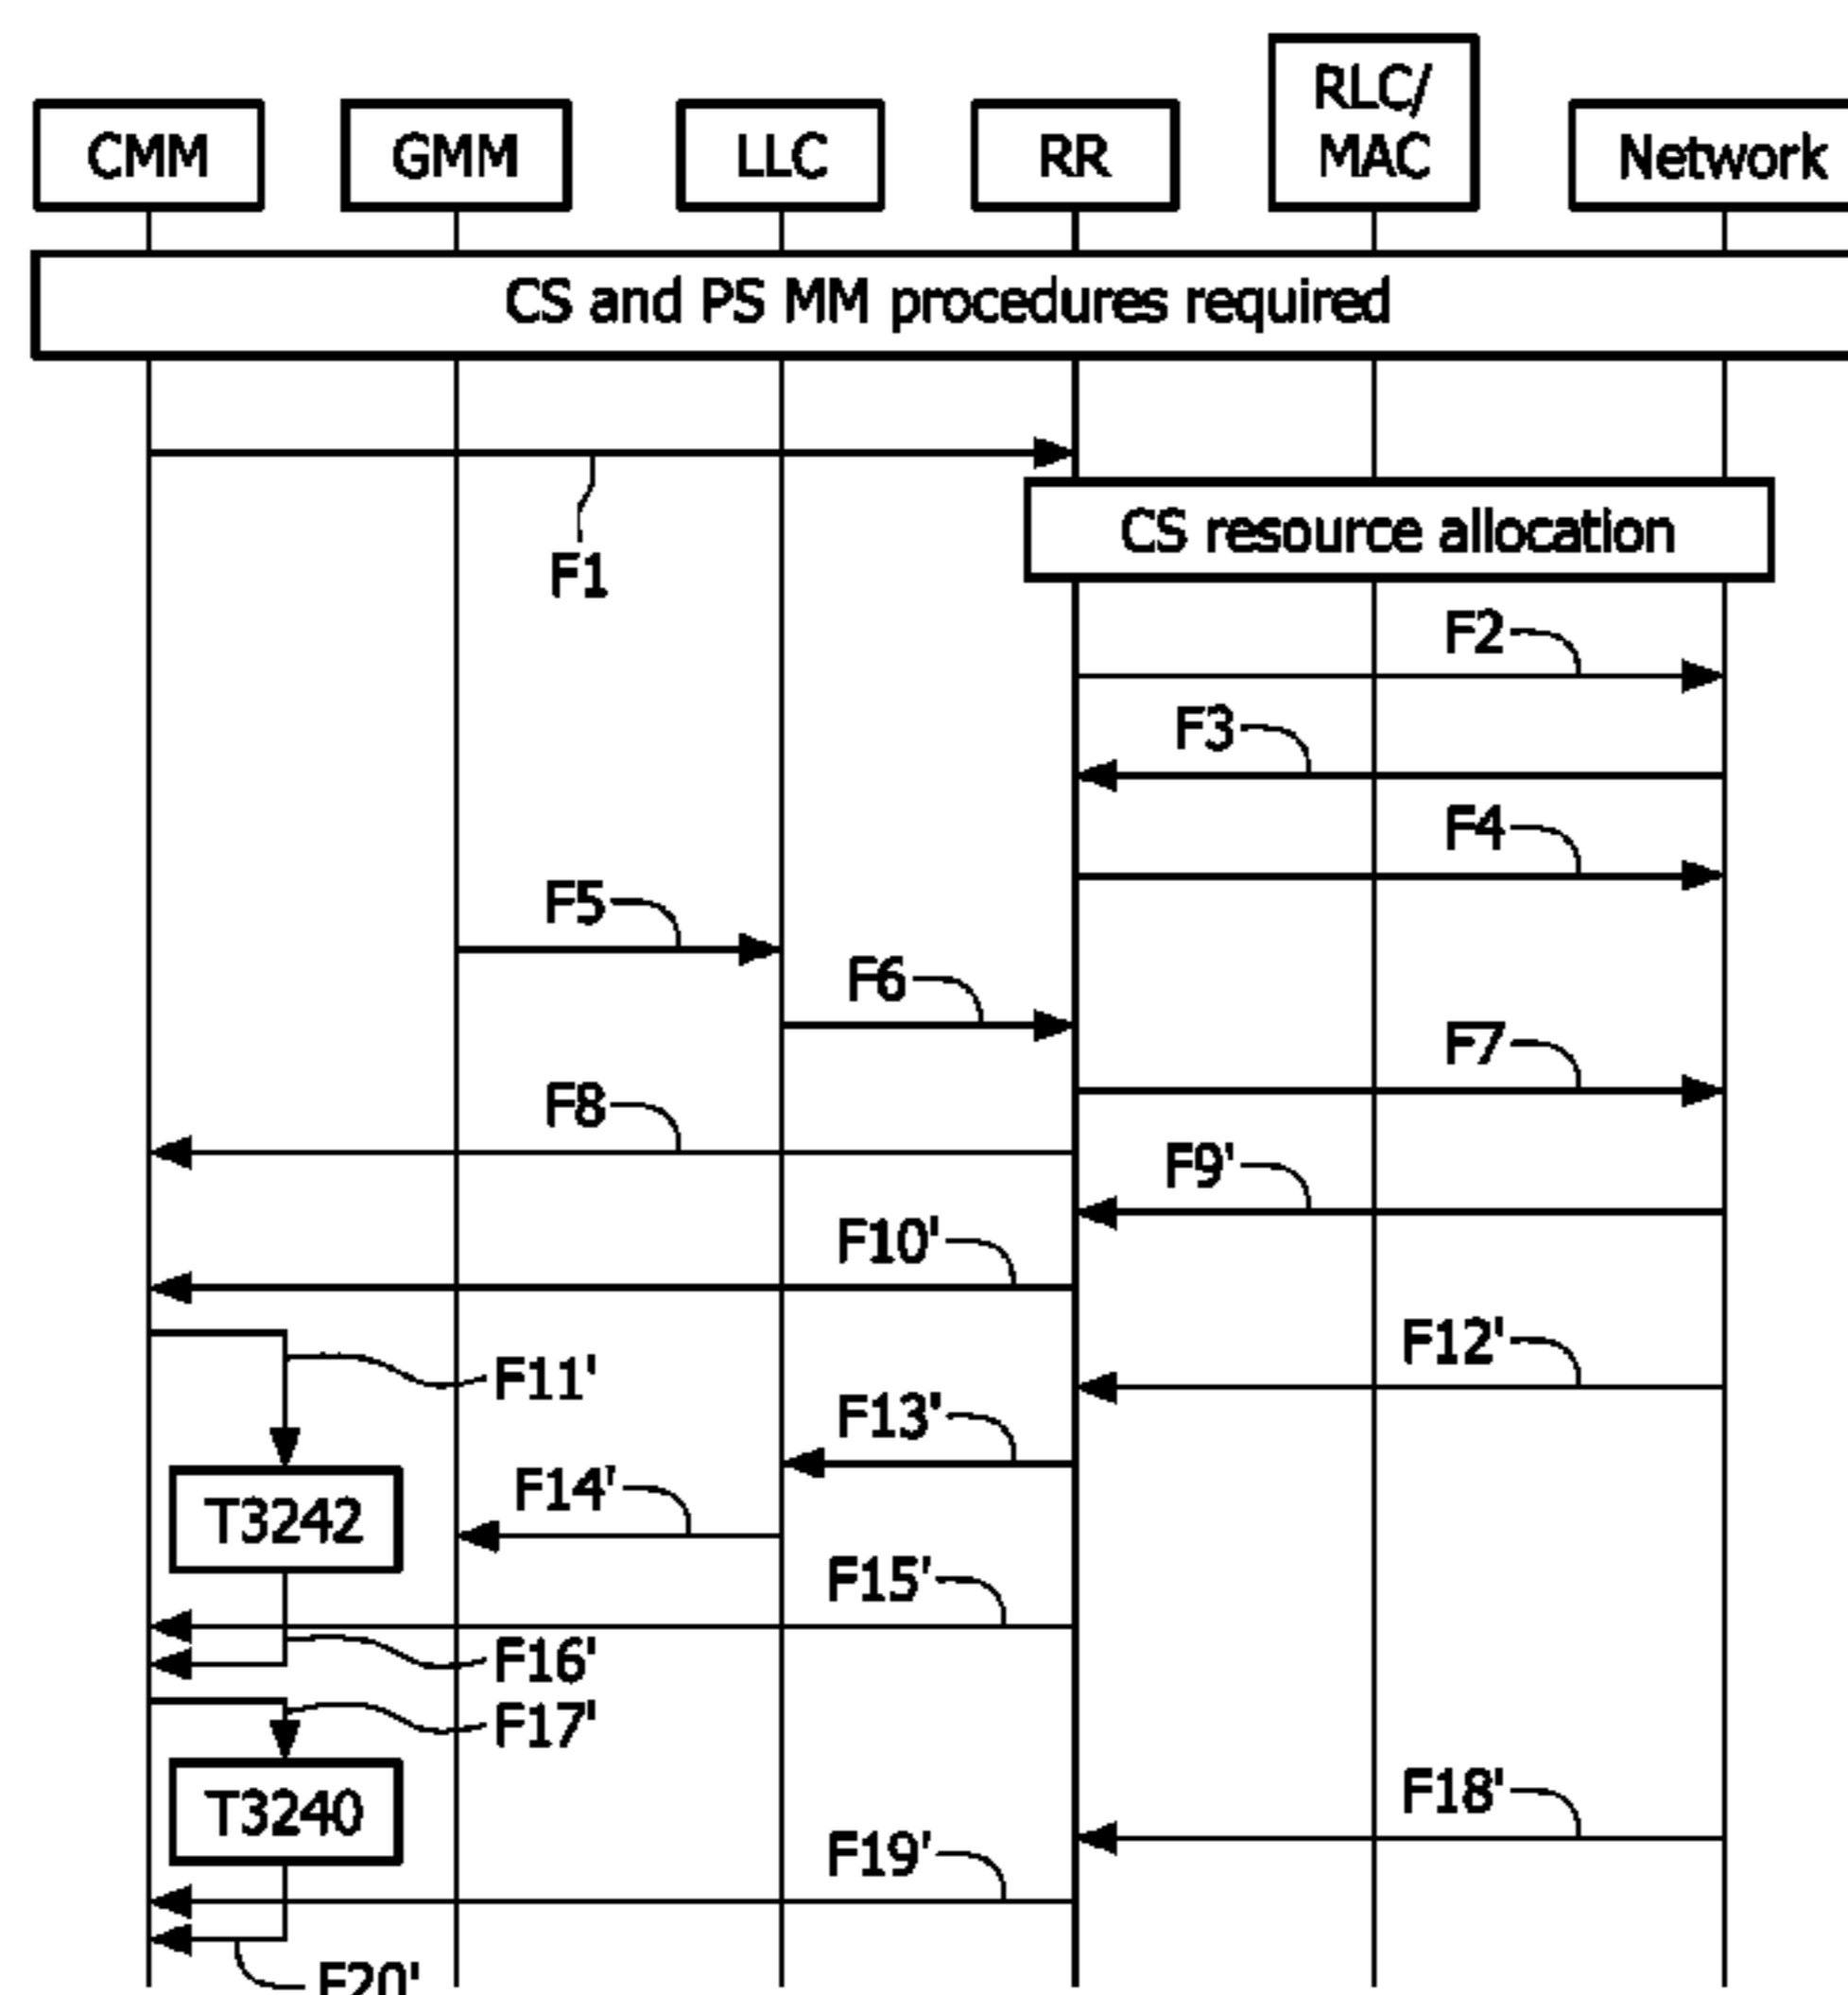 CMM
GMM
LLC
RR
RLC/
MAC
Network
CS and PS MM procedures required
F1
CS resource allocation
F2
F3
F4
F5
F6
F7
F8
F9'
F10'
F11'
F12'
F13'
F14'
T3242
F15'
F16'
F17'
T3240
F18'
F19'
F20'